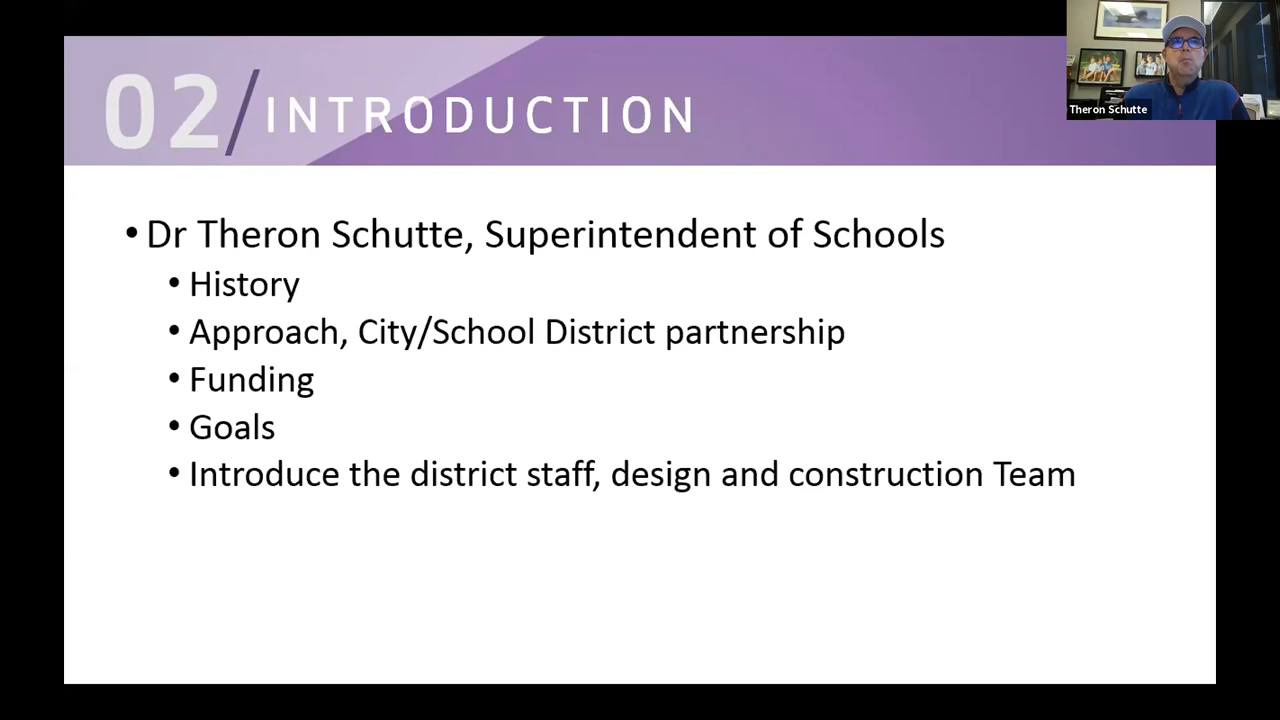 02/INTRODUCTION
Theron Schutte
• Dr Theron Schutte, Superintendent of Schools
• History
• Approach, City/School District partnership
• Funding
• Goals
• Introduce the district staff, design and construction Team